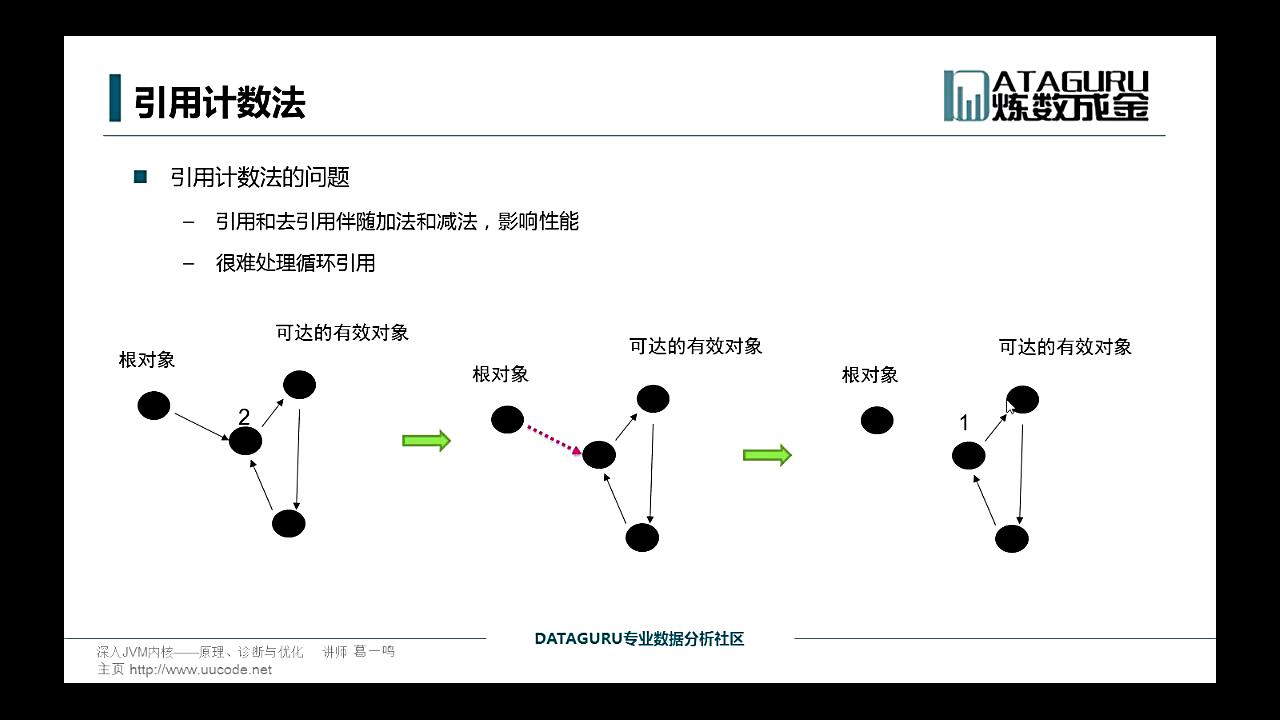 引用计数法
ATAGURU
炼数成金
引用计数法的问题
– 引用和去引用伴随加法和减法，影响性能
– 很难处理循环引用
可达的有效对象
根对象
2
可达的有效对象
根对象
可达的有效对象
根对象
1
DATAGURU专业数据分析社区
深入JVM内核——原理、诊断与优化 讲师 葛一鸣
主页 http://www.uucode.net